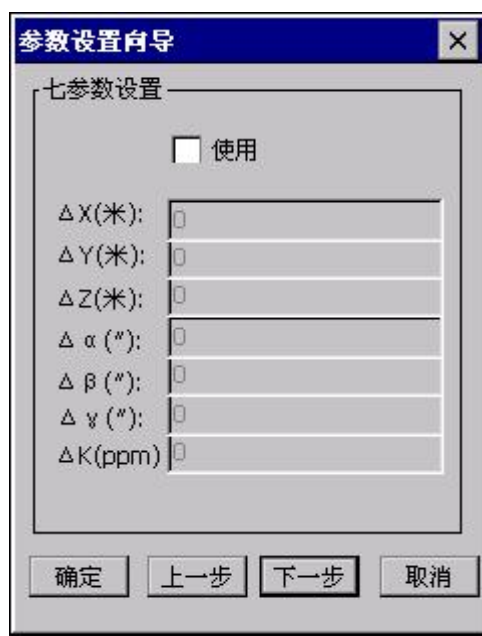 参数设置向导
七参数设置
使用
ΔX(米): 0
ΔY(米): 0
ΔZ(米): 0
Δα(″): 0
Δβ(″): 0
Δγ(″): 0
ΔK(ppm) 0
确定 上一步 下一步 取消